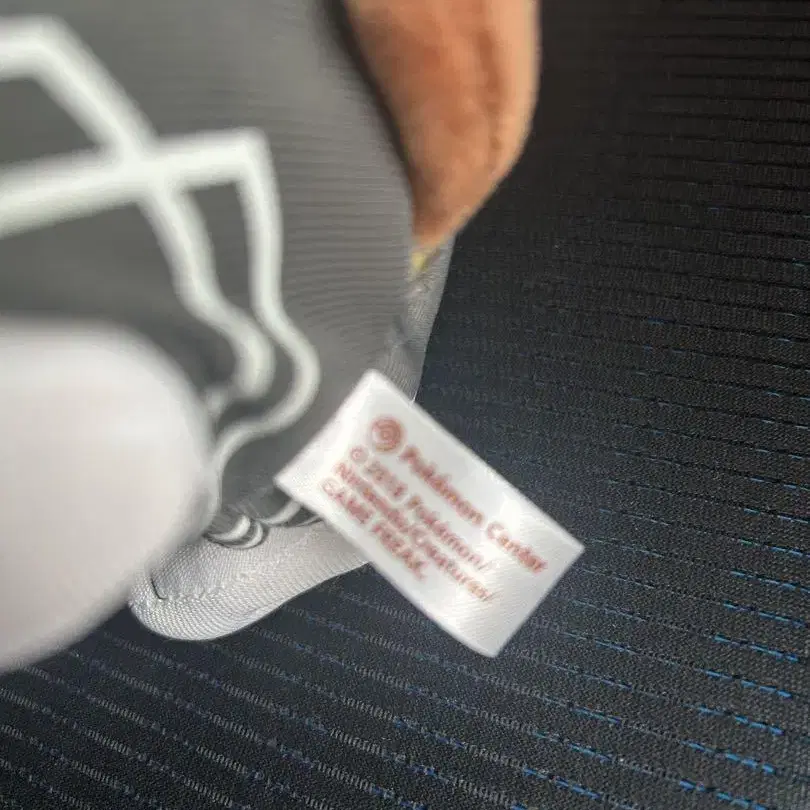 Pokémon Center
© 2018 Pokémon/
Nintendo/Creatures/
GAME FREAK.